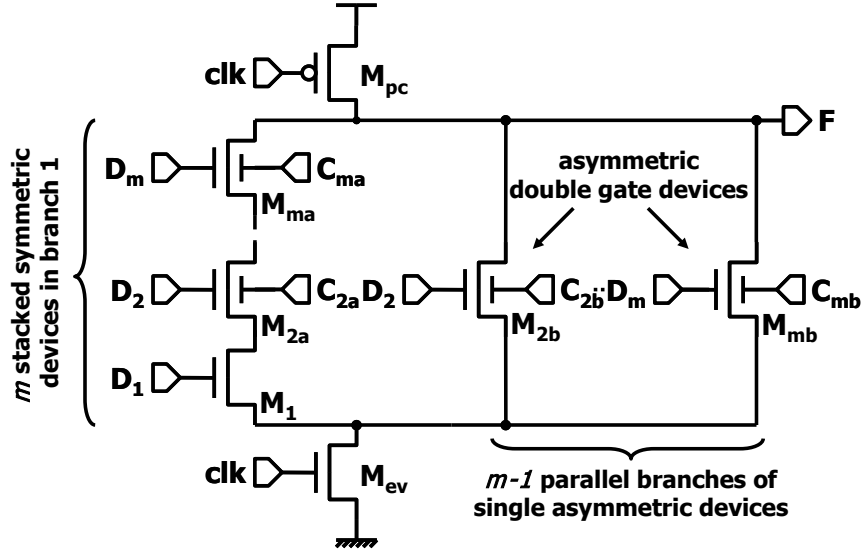 clk
M_pc
F
D_m
C_ma
M_ma
asymmetric
double gate devices
m stacked symmetric
devices in branch 1
D_2
C_2a
M_2a
D_2
C_2b
M_2b
..
D_m
C_mb
M_mb
D_1
M_1
clk
M_ev
m-1 parallel branches of
single asymmetric devices